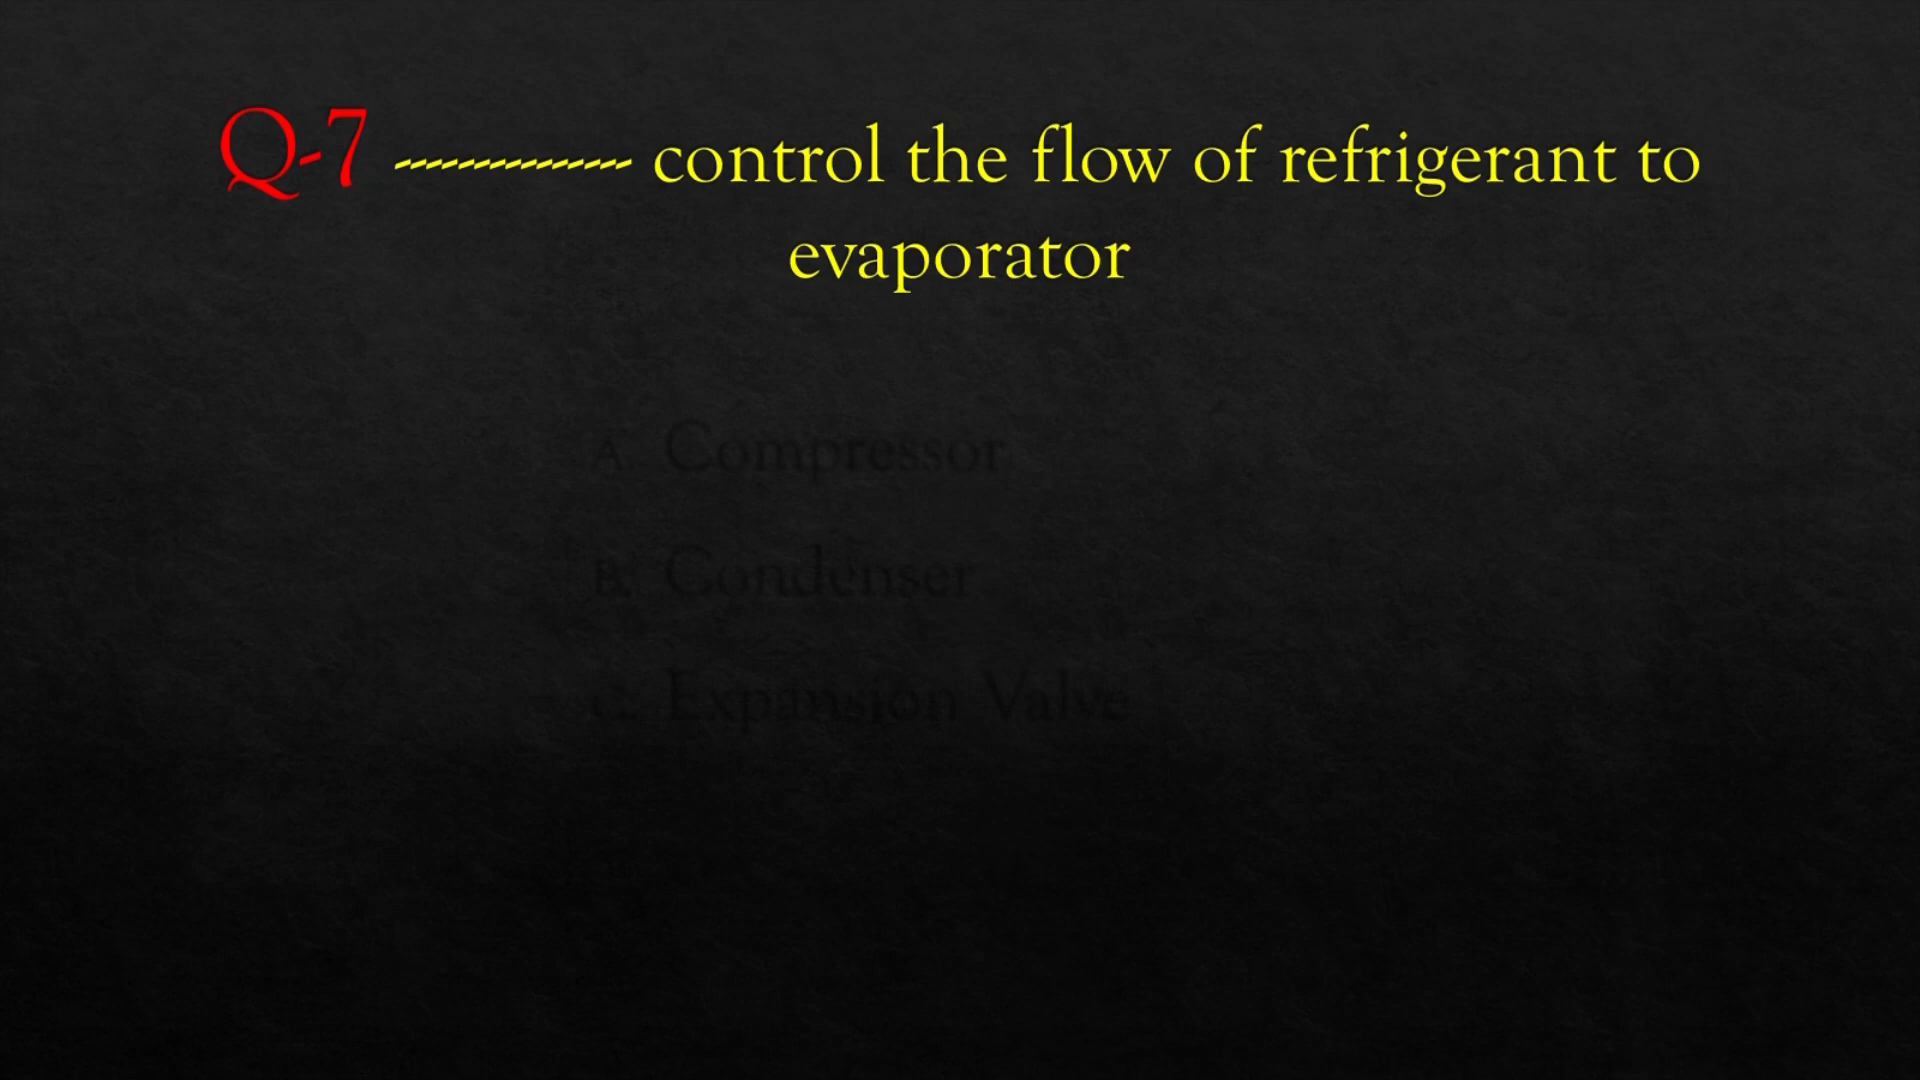 Q-7 -------------- control the flow of refrigerant to
evaporator
A. Compressor
B. Condenser
C. Expansion Valve